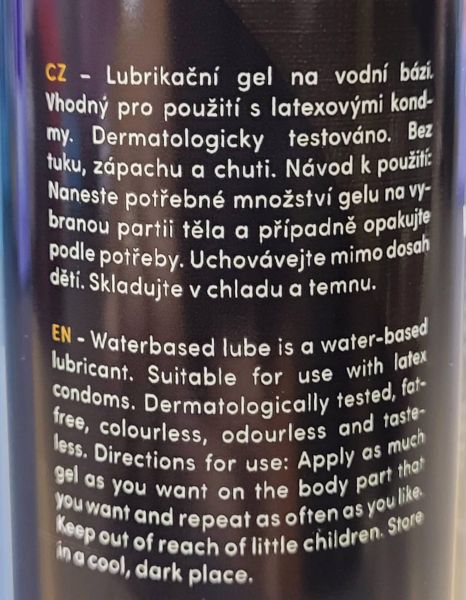 CZ - Lubrikační gel na vodní bázi.
Vhodný pro použití s latexovými kond-
my. Dermatologicky testováno. Bez
tuku, zápachu a chuti. Návod k použití:
Naneste potřebné množství gelu na vy-
branou partii těla a případně opakujte
podle potřeby. Uchovávejte mimo dosah
dětí. Skladujte v chladu a temnu.
EN - Waterbased lube is a water-based
lubricant. Suitable for use with latex
condoms. Dermatologically tested, fat-
free, colourless, odourless and taste-
less. Directions for use: Apply as much
gel as you want on the body part that
you want and repeat as often as you like.
Keep out of reach of little children. Store
in a cool, dark place.